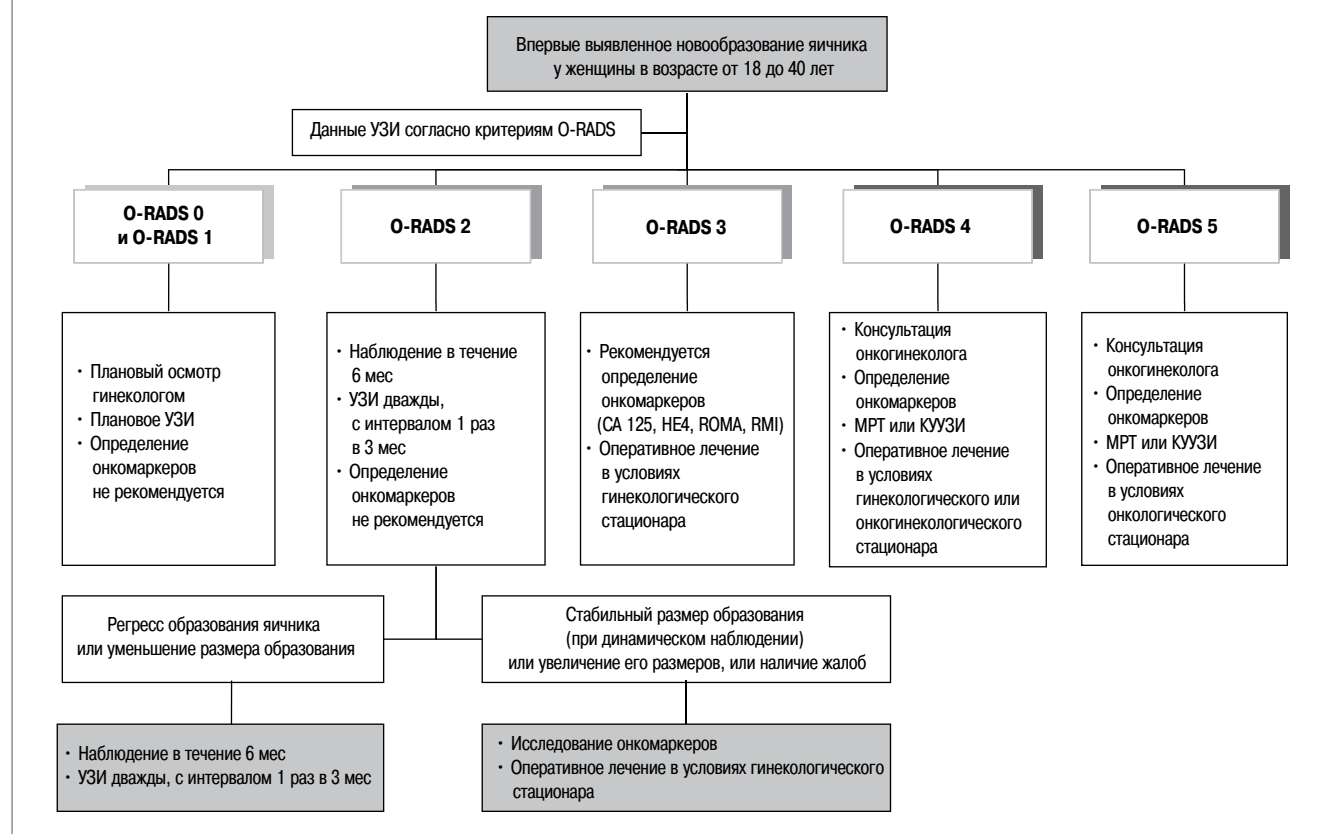 Впервые выявленное новообразование яичника
у женщины в возрасте от 18 до 40 лет
Данные УЗИ согласно критериям O-RADS
O-RADS 0
и O-RADS 1
O-RADS 2
O-RADS 3
O-RADS 4
O-RADS 5
· Плановый осмотр
гинекологом
· Плановое УЗИ
· Определение
онкомаркеров
не рекомендуется
· Наблюдение в течение
6 мес
· УЗИ дважды,
с интервалом 1 раз
в 3 мес
· Определение
онкомаркеров
не рекомендуется
· Рекомендуется
определение
онкомаркеров
(CA 125, HE4, ROMA, RMI)
· Оперативное лечение
в условиях
гинекологического
стационара
· Консультация
онкогинеколога
· Определение
онкомаркеров
· МРТ или КУУЗИ
· Оперативное лечение
в условиях
гинекологического или
онкогинекологического
стационара
· Консультация
онкогинеколога
· Определение
онкомаркеров
· МРТ или КУУЗИ
· Оперативное лечение
в условиях
онкологического
стационара
Регресс образования яичника
или уменьшение размера образования
Стабильный размер образования
(при динамическом наблюдении)
или увеличение его размеров, или наличие жалоб
· Наблюдение в течение 6 мес
· УЗИ дважды, с интервалом 1 раз в 3 мес
· Исследование онкомаркеров
· Оперативное лечение в условиях гинекологического
стационара